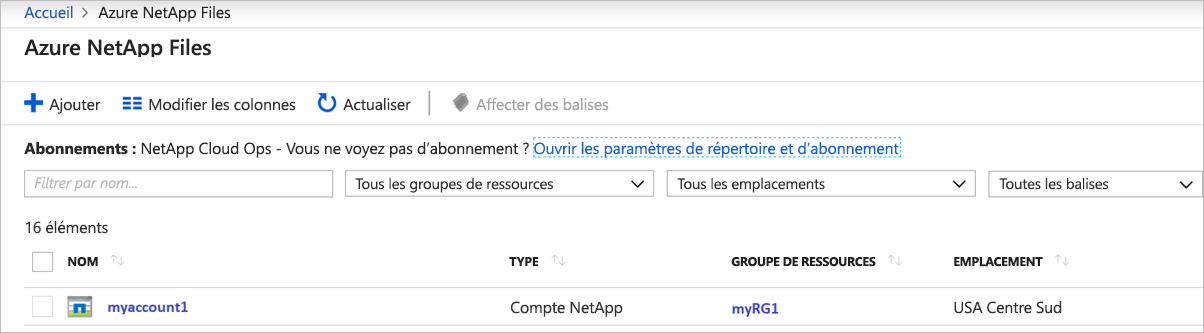 Accueil > Azure NetApp Files
Azure NetApp Files
Ajouter Modifier les colonnes Actualiser Affecter des balises
Abonnements : NetApp Cloud Ops - Vous ne voyez pas d'abonnement ? Ouvrir les paramètres de répertoire et d'abonnement
Filtrer par nom... Tous les groupes de ressources Tous les emplacements Toutes les balises
16 éléments
NOM TYPE GROUPE DE RESSOURCES EMPLACEMENT
myaccount1 Compte NetApp myRG1 USA Centre Sud